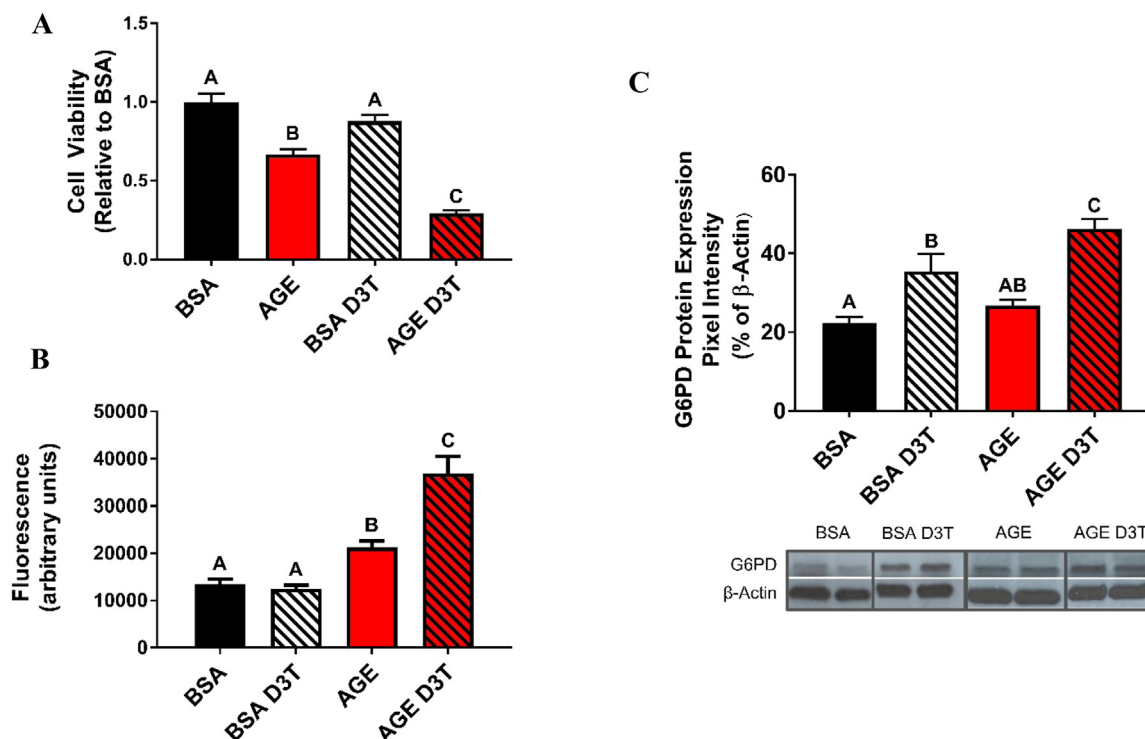 A
Cell Viability
(Relative to BSA)
1.5
1.0
0.5
0.0
A
B
A
C
BSA
AGE
BSA D3T
AGE D3T
B
Fluorescence
(arbitrary units)
50000
40000
30000
20000
10000
0
A
A
B
C
BSA
BSA D3T
AGE
AGE D3T
C
G6PD Protein Expression
Pixel Intensity
(% of β-Actin)
60
40
20
0
A
B
AB
C
BSA
BSA D3T
AGE
AGE D3T
BSA BSA D3T AGE AGE D3T
G6PD
β-Actin